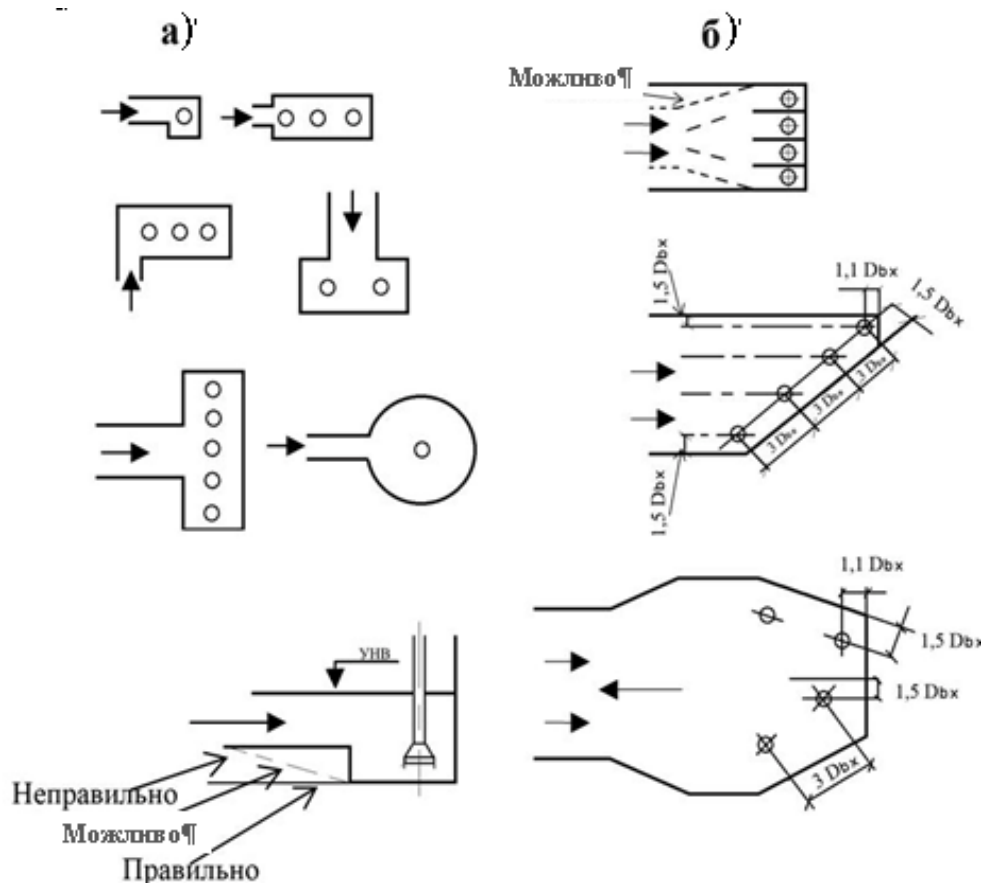 а)'
б)'
Можливо¶
1,5 Dвх
1,1 Dвх
1,5 Dвх
3 Dвх
3 Dвх
3 Dвх
1,5 Dвх
УНВ
Неправильно
Можливо¶
Правильно
1,1 Dвх
1,5 Dвх
1,5 Dвх
3 Dвх